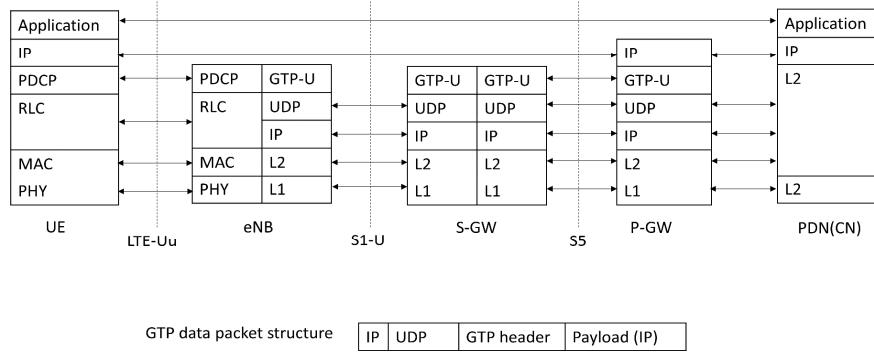 Application Application
IP IP IP
PDCP PDCP GTP-U GTP-U GTP-U GTP-U L2
RLC RLC UDP UDP UDP UDP
IP IP IP IP
MAC MAC L2 L2 L2 L2
PHY PHY L1 L1 L1 L1 L2
UE eNB S-GW P-GW PDN(CN)
LTE-Uu S1-U S5
GTP data packet structure IP UDP GTP header Payload (IP)